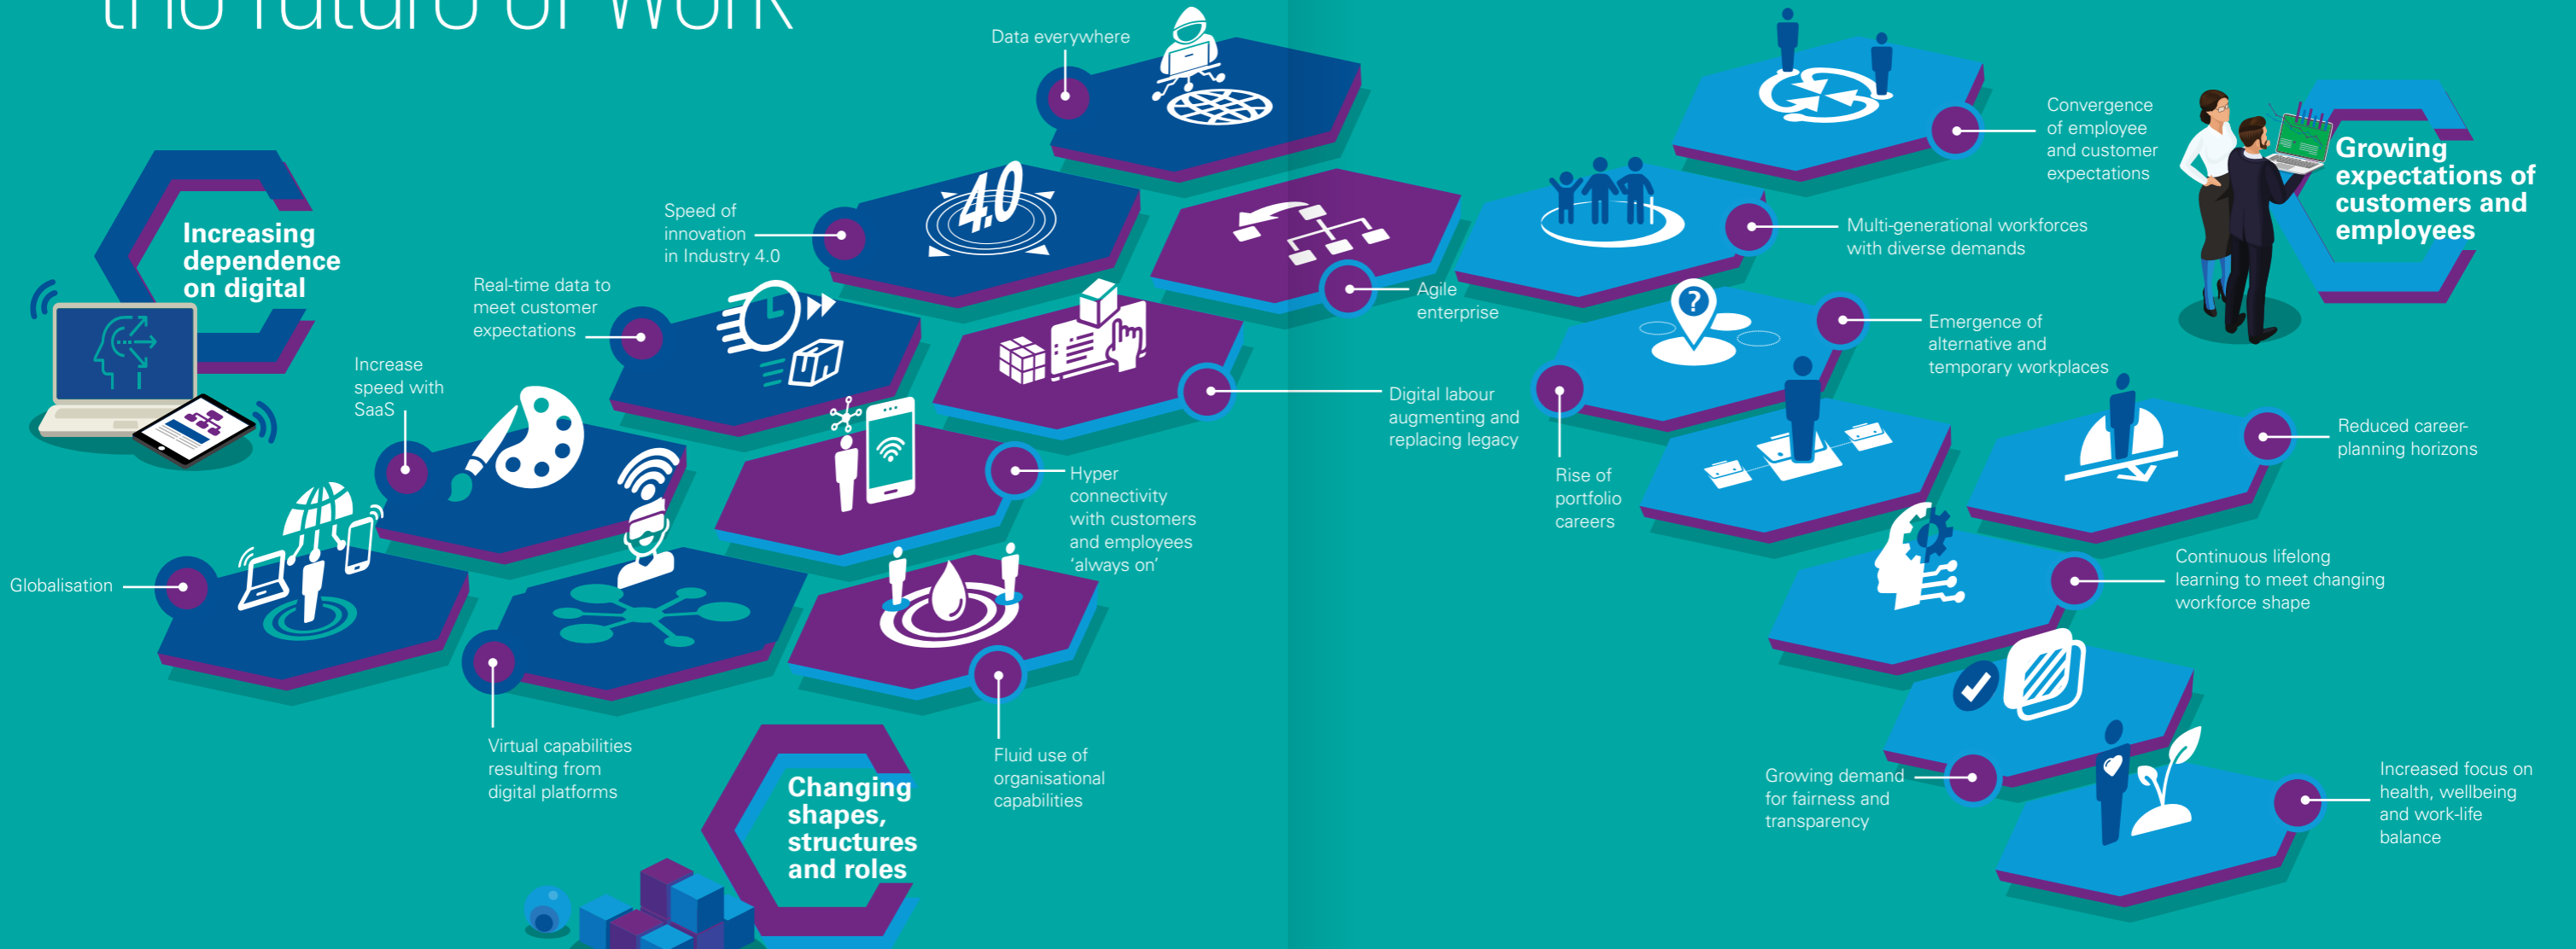 the future of work
Data everywhere
Convergence
of employee
and customer
expectations
Growing
expectations of
customers and
employees
Increasing
dependence
on digital
Speed of
innovation
in Industry 4.0
4.0
Multi-generational workforces
with diverse demands
Real-time data to
meet customer
expectations
Agile
enterprise
?
Emergence of
alternative and
temporary workplaces
Increase
speed with
SaaS
Digital labour
augmenting and
replacing legacy
Reduced career-
planning horizons
Rise of
portfolio
careers
Hyper
connectivity
with customers
and employees
‘always on’
Globalisation
Continuous lifelong
learning to meet changing
workforce shape
Virtual capabilities
resulting from
digital platforms
Fluid use of
organisational
capabilities
Changing
shapes,
structures
and roles
Growing demand
for fairness and
transparency
Increased focus on
health, wellbeing
and work-life
balance